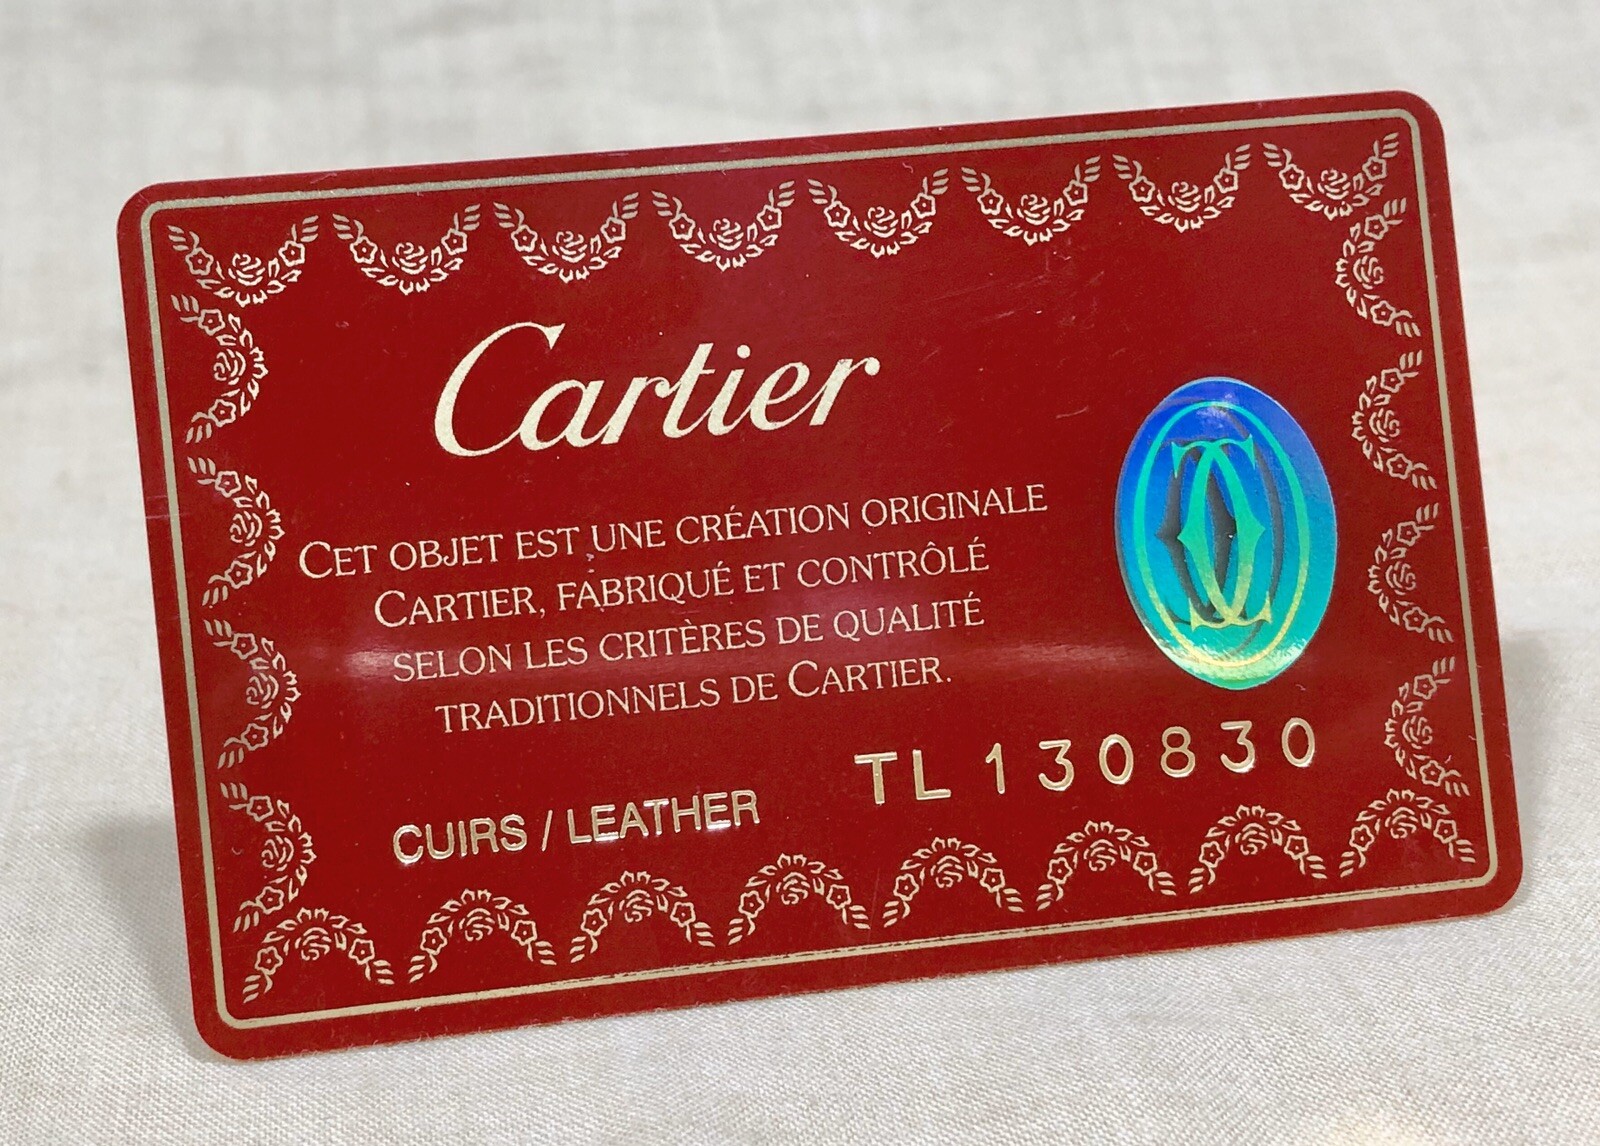 Cartier
CET OBJET EST UNE CRÉATION ORIGINALE
CARTIER, FABRIQUÉ ET CONTRÔLÉ
SELON LES CRITÈRES DE QUALITÉ
TRADITIONNELS DE CARTIER.
TL 130830
CUIRS / LEATHER